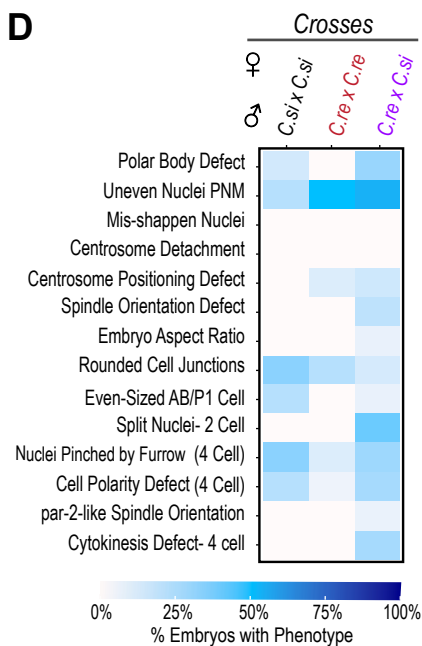 D
Crosses
♀
♂
C.si x C.si
C.re x C.re
C.re x C.si
Polar Body Defect
Uneven Nuclei PNM
Mis-shappen Nuclei
Centrosome Detachment
Centrosome Positioning Defect
Spindle Orientation Defect
Embryo Aspect Ratio
Rounded Cell Junctions
Even-Sized AB/P1 Cell
Split Nuclei- 2 Cell
Nuclei Pinched by Furrow (4 Cell)
Cell Polarity Defect (4 Cell)
par-2-like Spindle Orientation
Cytokinesis Defect- 4 cell
0% 25% 50% 75% 100%
% Embryos with Phenotype